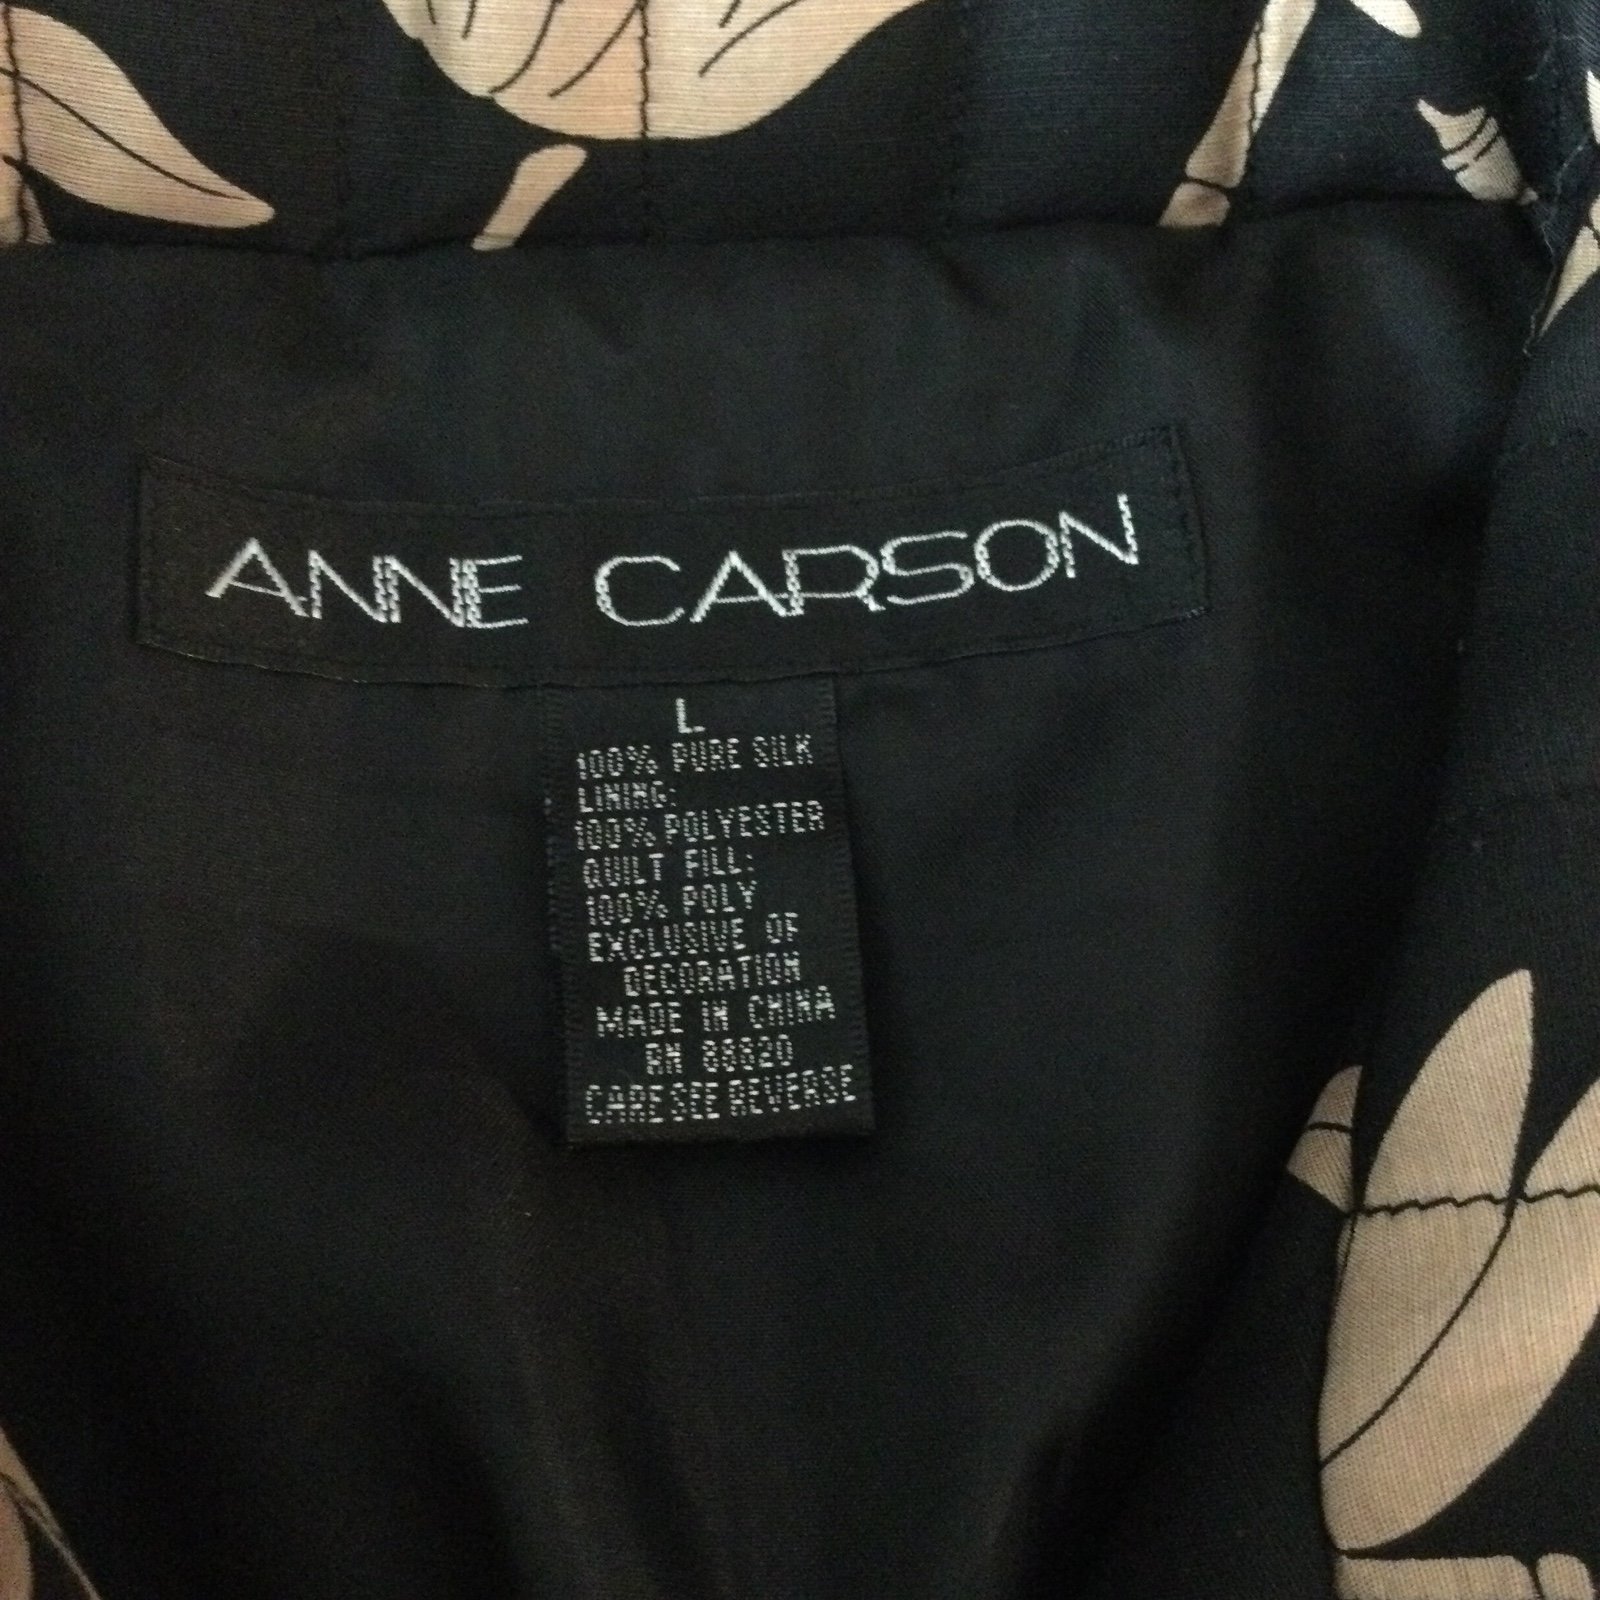 ANNE CARSON
L
100% PURE SILK
LINING:
100% POLYESTER
QUILT FILL:
100% POLY
EXCLUSIVE OF
DECORATION
MADE IN CHINA
RN 88620
CARE SEE REVERSE